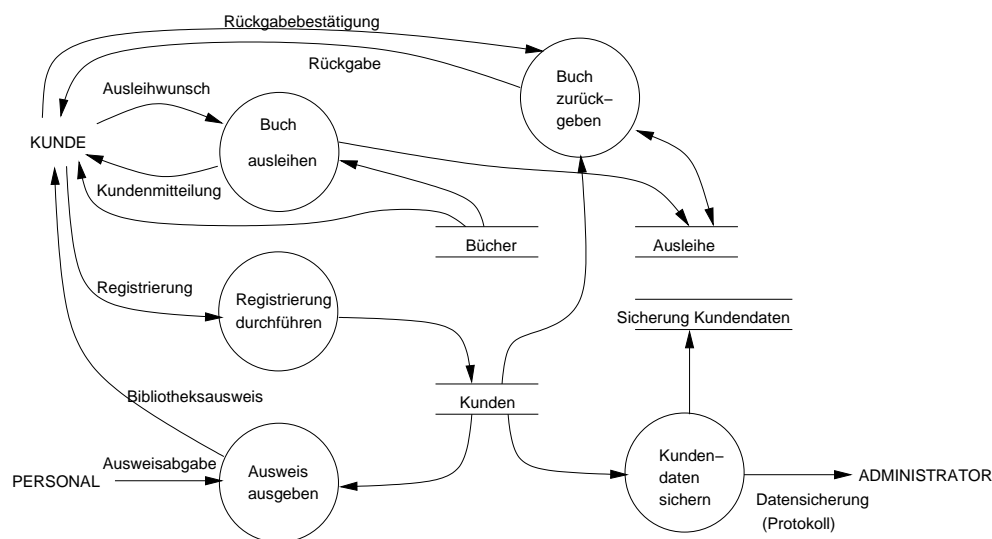 Rückgabebestätigung
Rückgabe
Buch
zurück–
geben
Ausleihwunsch
Buch
ausleihen
KUNDE
Kundenmitteilung
Bücher
Ausleihe
Registrierung
Registrierung
durchführen
Sicherung Kundendaten
Bibliotheksausweis
Kunden
PERSONAL
Ausweisabgabe
Ausweis
ausgeben
Kunden–
daten
sichern
ADMINISTRATOR
Datensicherung
(Protokoll)